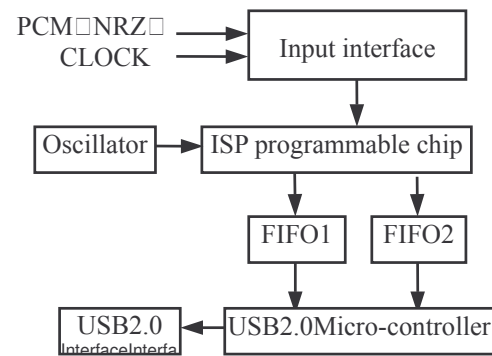 PCM□NRZ□
CLOCK
Input interface
Oscillator
ISP programmable chip
FIFO1
FIFO2
USB2.0
InterfaceInterfa
USB2.0Micro-controller